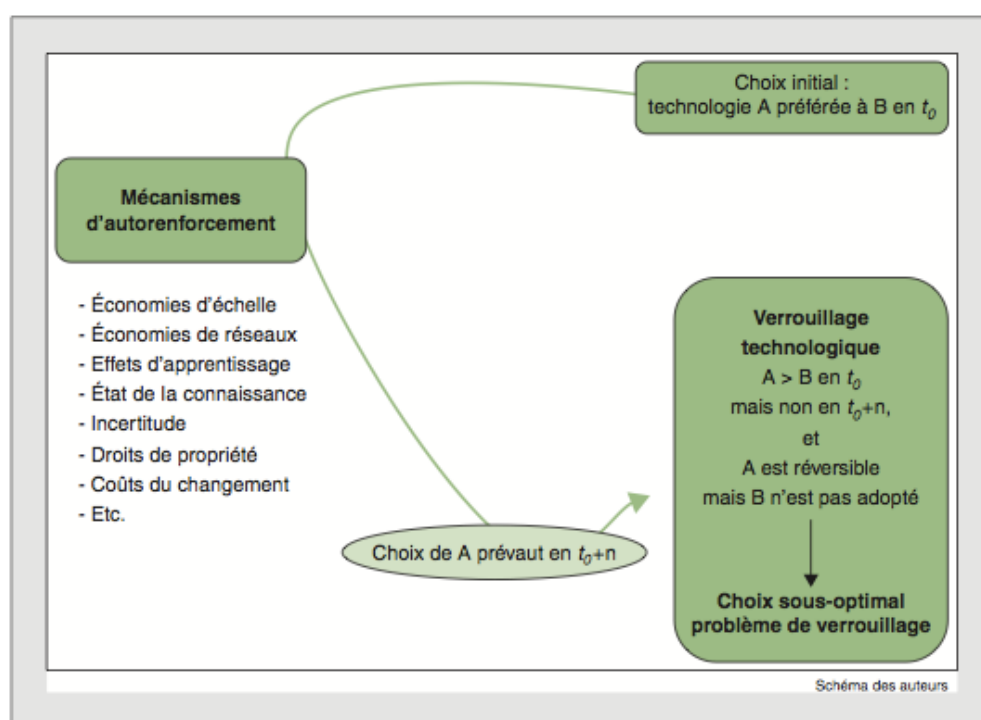 Choix initial :
technologie A préférée à B en t0
Mécanismes
d'autorenforcement
- Économies d'échelle
- Économies de réseaux
- Effets d'apprentissage
- État de la connaissance
- Incertitude
- Droits de propriété
- Coûts du changement
- Etc.
Choix de A prévaut en t0+n
Verrouillage
technologique
A > B en t0
mais non en t0+n,
et
A est réversible
mais B n'est pas adopté
Choix sous-optimal
problème de verrouillage
Schéma des auteurs